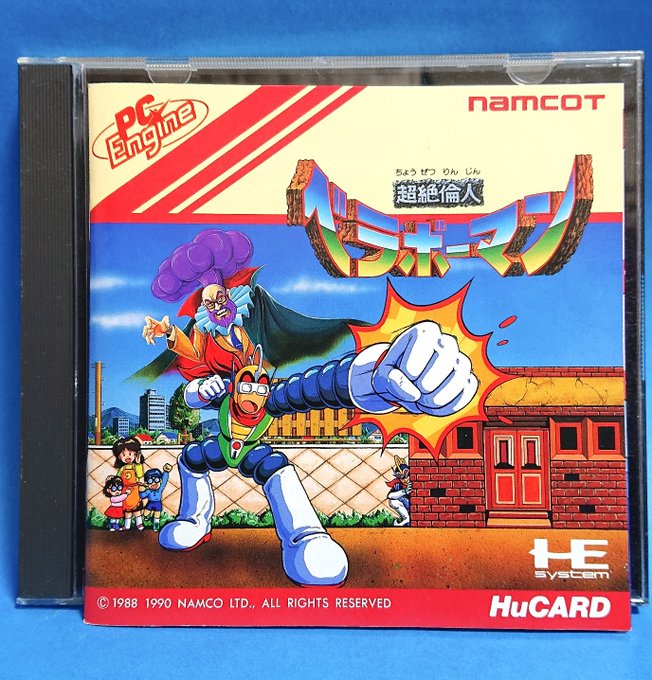 PC
Engine
namcoT
ちょうぜつりんじん
超絶倫人
ベラボーマン
HE
SYSTEM
© 1988 1990 NAMCO LTD., ALL RIGHTS RESERVED
HuCARD